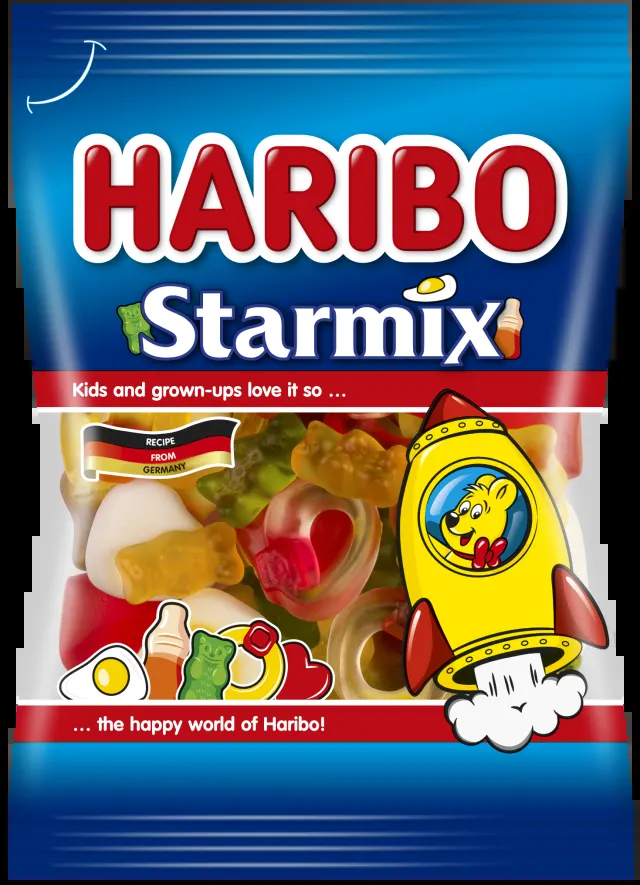 HARIBO
Starmix
Kids and grown-ups love it so ...
RECIPE
FROM
GERMANY
... the happy world of Haribo!